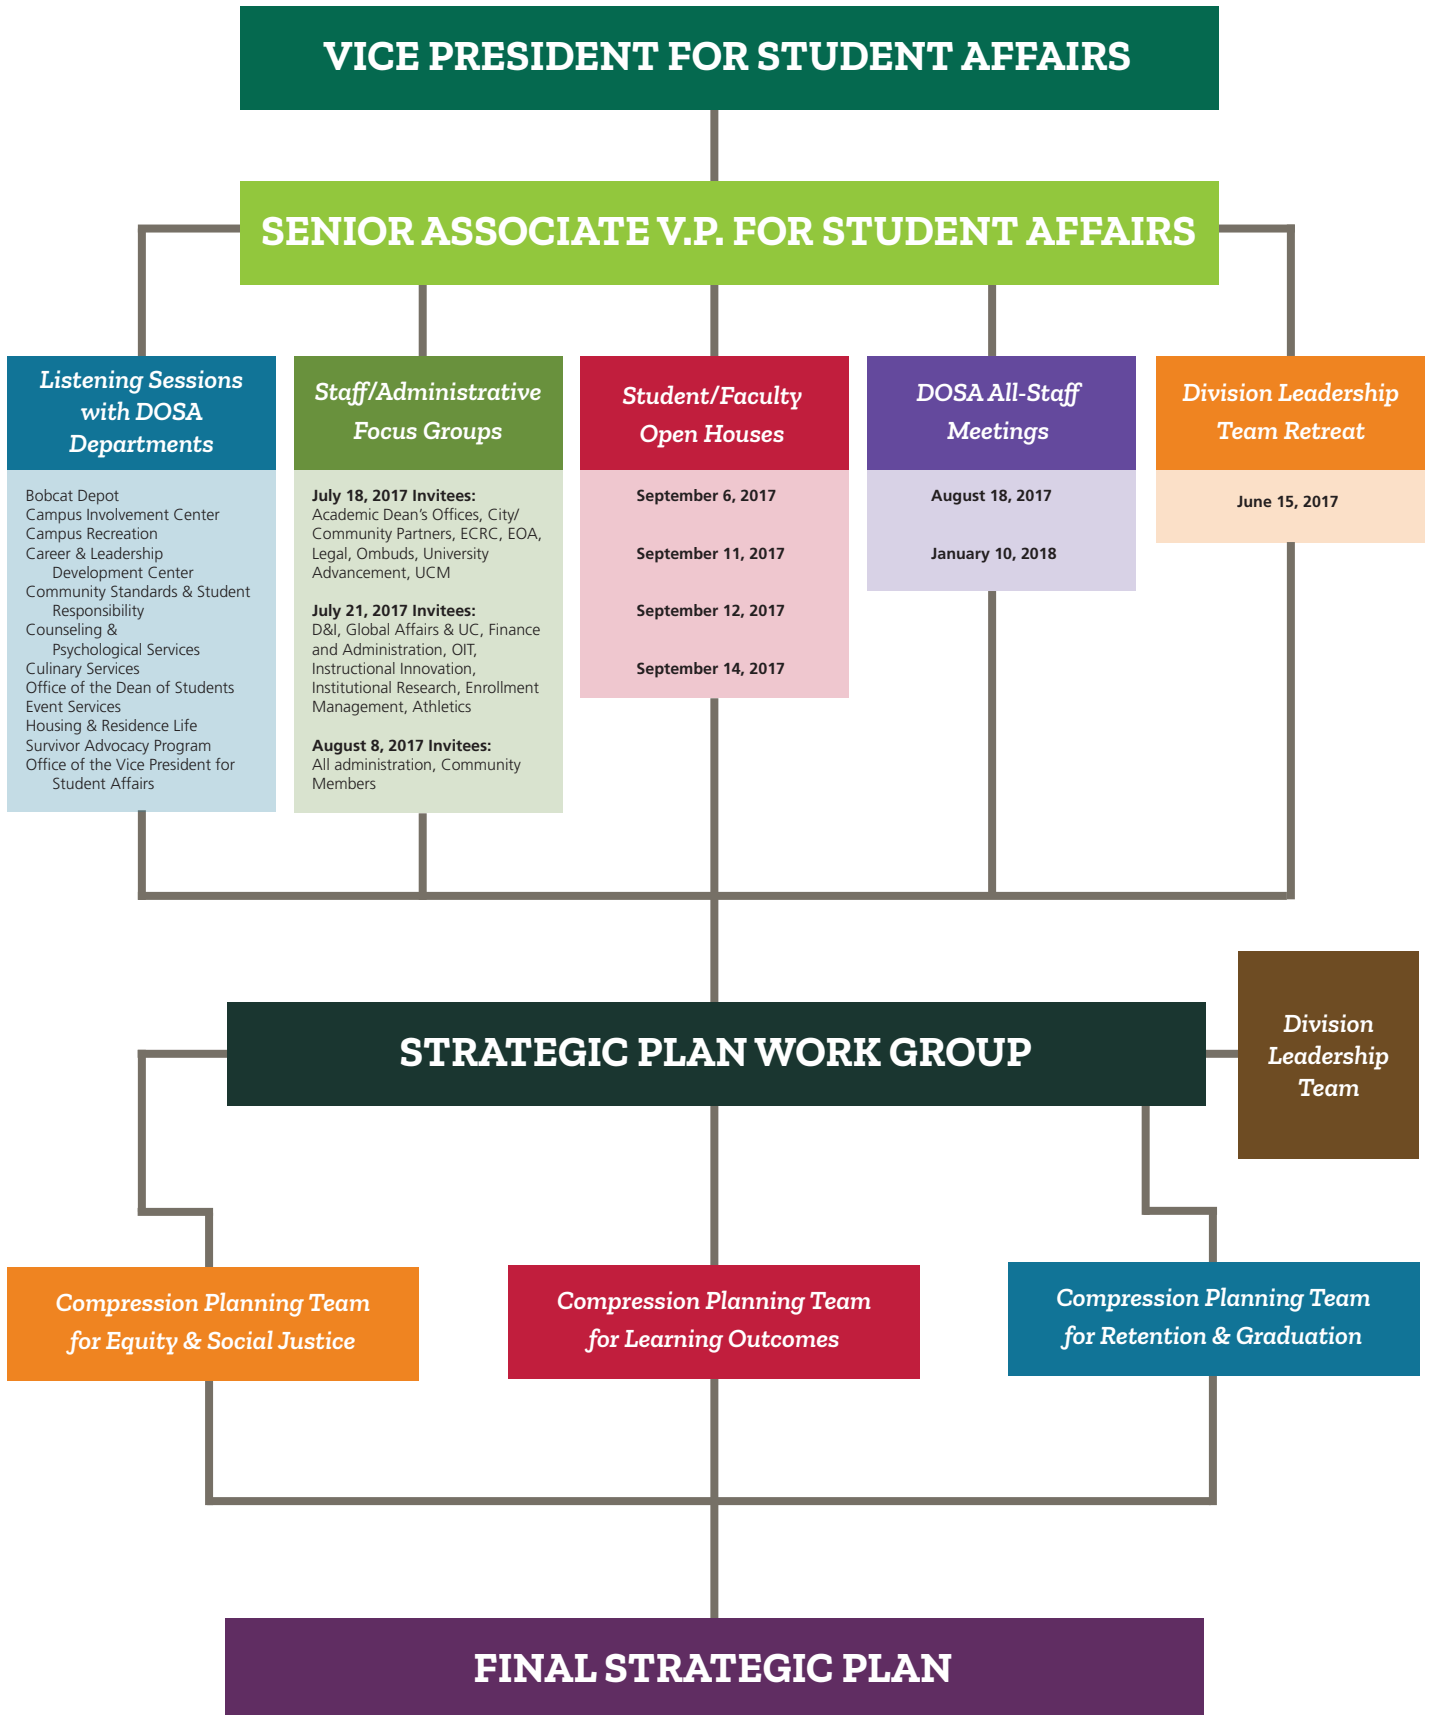 VICE PRESIDENT FOR STUDENT AFFAIRS
SENIOR ASSOCIATE V.P. FOR STUDENT AFFAIRS
Listening Sessions
with DOSA
Departments
Bobcat Depot
Campus Involvement Center
Campus Recreation
Career & Leadership
Development Center
Community Standards & Student
Responsibility
Counseling &
Psychological Services
Culinary Services
Office of the Dean of Students
Event Services
Housing & Residence Life
Survivor Advocacy Program
Office of the Vice President for
Student Affairs
Staff/Administrative
Focus Groups
July 18, 2017 Invitees:
Academic Dean’s Offices, City/
Community Partners, ECRC, EOA,
Legal, Ombuds, University
Advancement, UCM
July 21, 2017 Invitees:
D&I, Global Affairs & UC, Finance
and Administration, OIT,
Instructional Innovation,
Institutional Research, Enrollment
Management, Athletics
August 8, 2017 Invitees:
All administration, Community
Members
Student/Faculty
Open Houses
September 6, 2017
September 11, 2017
September 12, 2017
September 14, 2017
DOSA All-Staff
Meetings
August 18, 2017
January 10, 2018
Division Leadership
Team Retreat
June 15, 2017
STRATEGIC PLAN WORK GROUP
Division
Leadership
Team
Compression Planning Team
for Equity & Social Justice
Compression Planning Team
for Learning Outcomes
Compression Planning Team
for Retention & Graduation
FINAL STRATEGIC PLAN